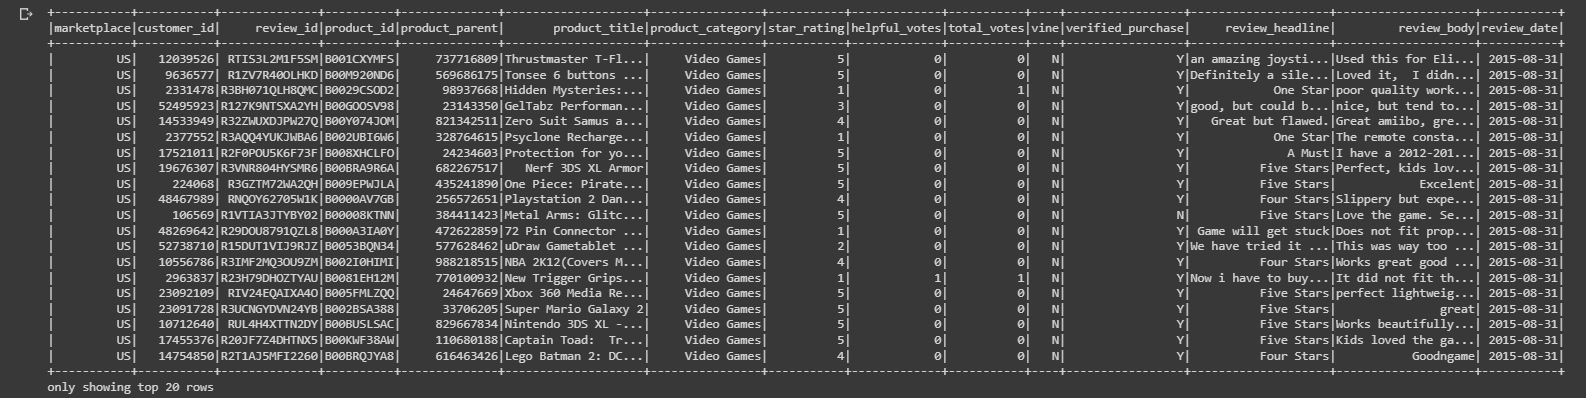 +-----------+-----------+--------------+----------+--------------+--------------------+----------------+-----------+-------------+-----------+----+-----------------+--------------------+--------------------+-----------+
|marketplace|customer_id|     review_id|product_id|product_parent|       product_title|product_category|star_rating|helpful_votes|total_votes|vine|verified_purchase|     review_headline|         review_body|review_date|
+-----------+-----------+--------------+----------+--------------+--------------------+----------------+-----------+-------------+-----------+----+-----------------+--------------------+--------------------+-----------+
|         US|   12039526| RTIS3L2M1F5SM|B001CXYMFS|     737716809|Thrustmaster T-Fl...|     Video Games|          5|            0|          0|   N|                Y|an amazing joysti...|Used this for Eli...| 2015-08-31|
|         US|    9636577|R1ZV7R40OLHKD|B00M920ND6|     569686175|Tonsee 6 buttons ...|     Video Games|          5|            0|          0|   N|                Y|Definitely a sile...|Loved it,  I didn...| 2015-08-31|
|         US|    2331478|R3BH071QLH8QMC|B0029CSOD2|      98937668|Hidden Mysteries:...|     Video Games|          1|            0|          1|   N|                Y|            One Star|poor quality work...| 2015-08-31|
|         US|   52495923|R127K9NTSXA2YH|B00GOOSV98|      23143350|GelTabz Performan...|     Video Games|          3|            0|          0|   N|                Y|good, but could b...|nice, but tend to...| 2015-08-31|
|         US|   14533949|R32ZWUXDJPW27Q|B00Y074JOM|     821342511|Zero Suit Samus a...|     Video Games|          4|            0|          0|   N|                Y|   Great but flawed.|Great amiibo, gre...| 2015-08-31|
|         US|    2377552|R3AQQ4YUKJWBA6|B002UBI6W6|     328764615|Psyclone Recharge...|     Video Games|          1|            0|          0|   N|                Y|            One Star|The remote consta...| 2015-08-31|
|         US|   17521011|R2F0POU5K6F73F|B008XHCLFO|      24234603|Protection for yo...|     Video Games|          5|            0|          0|   N|                Y|              A Must|I have a 2012-201...| 2015-08-31|
|         US|   19676307|R3VNR804HYSMR6|B00BRA9R6A|     682267517|   Nerf 3DS XL Armor|     Video Games|          5|            0|          0|   N|                Y|          Five Stars|Perfect, kids lov...| 2015-08-31|
|         US|     224068| R3GZTM72WA2QH|B009EPWJLA|     435241890|One Piece: Pirate...|     Video Games|          5|            0|          0|   N|                Y|          Five Stars|            Excelent| 2015-08-31|
|         US|   48467989| RNQOY62705W1K|B0000AV7GB|     256572651|Playstation 2 Dan...|     Video Games|          4|            0|          0|   N|                Y|          Four Stars|Slippery but expe...| 2015-08-31|
|         US|     106569|R1VTIA3JTYBY02|B00008KTNN|     384411423|Metal Arms: Glitc...|     Video Games|          5|            0|          0|   N|                N|          Five Stars|Love the game. Se...| 2015-08-31|
|         US|   48269642|R29DOU8791QZL8|B000A3IA0Y|     472622859|72 Pin Connector ...|     Video Games|          1|            0|          0|   N|                Y| Game will get stuck|Does not fit prop...| 2015-08-31|
|         US|   52738710|R15DUT1VIJ9RJZ|B0053BQN34|     577628462|uDraw Gametablet ...|     Video Games|          2|            0|          0|   N|                Y|We have tried it ...|This was way too ...| 2015-08-31|
|         US|   10556786|R3IMF2MQ3OU9ZM|B002I0HIMI|     988218515|NBA 2K12(Covers M...|     Video Games|          4|            0|          0|   N|                Y|          Four Stars|Works great good ...| 2015-08-31|
|         US|    2963837|R23H79DHOZTYAU|B0081EH12M|     770100932|New Trigger Grips...|     Video Games|          1|            1|          1|   N|                Y|Now i have to buy...|It did not fit th...| 2015-08-31|
|         US|   23092109| RIV24EQAIXA4O|B005FMLZQQ|      24647669|Xbox 360 Media Re...|     Video Games|          5|            0|          0|   N|                Y|          Five Stars|perfect lightweig...| 2015-08-31|
|         US|   23091728|R3UCNGYDVN24YB|B002BSA388|      33706205|Super Mario Galaxy 2|     Video Games|          5|            0|          0|   N|                Y|          Five Stars|               great| 2015-08-31|
|         US|   10712640| RUL4H4XTTN2DY|B00BUSLSAC|     829667834|Nintendo 3DS XL -...|     Video Games|          5|            0|          0|   N|                Y|          Five Stars|Works beautifully...| 2015-08-31|
|         US|   17455376|R20JF7Z4DHTNX5|B00KWF38AW|     110680188|Captain Toad:  Tr...|     Video Games|          5|            0|          0|   N|                Y|          Five Stars|Kids loved the ga...| 2015-08-31|
|         US|   14754850|R2T1AJ5MFI2260|B00BRQJYA8|     616463426|Lego Batman 2: DC...|     Video Games|          4|            0|          0|   N|                Y|          Four Stars|           Goodngame| 2015-08-31|
+-----------+-----------+--------------+----------+--------------+--------------------+----------------+-----------+-------------+-----------+----+-----------------+--------------------+--------------------+-----------+
only showing top 20 rows